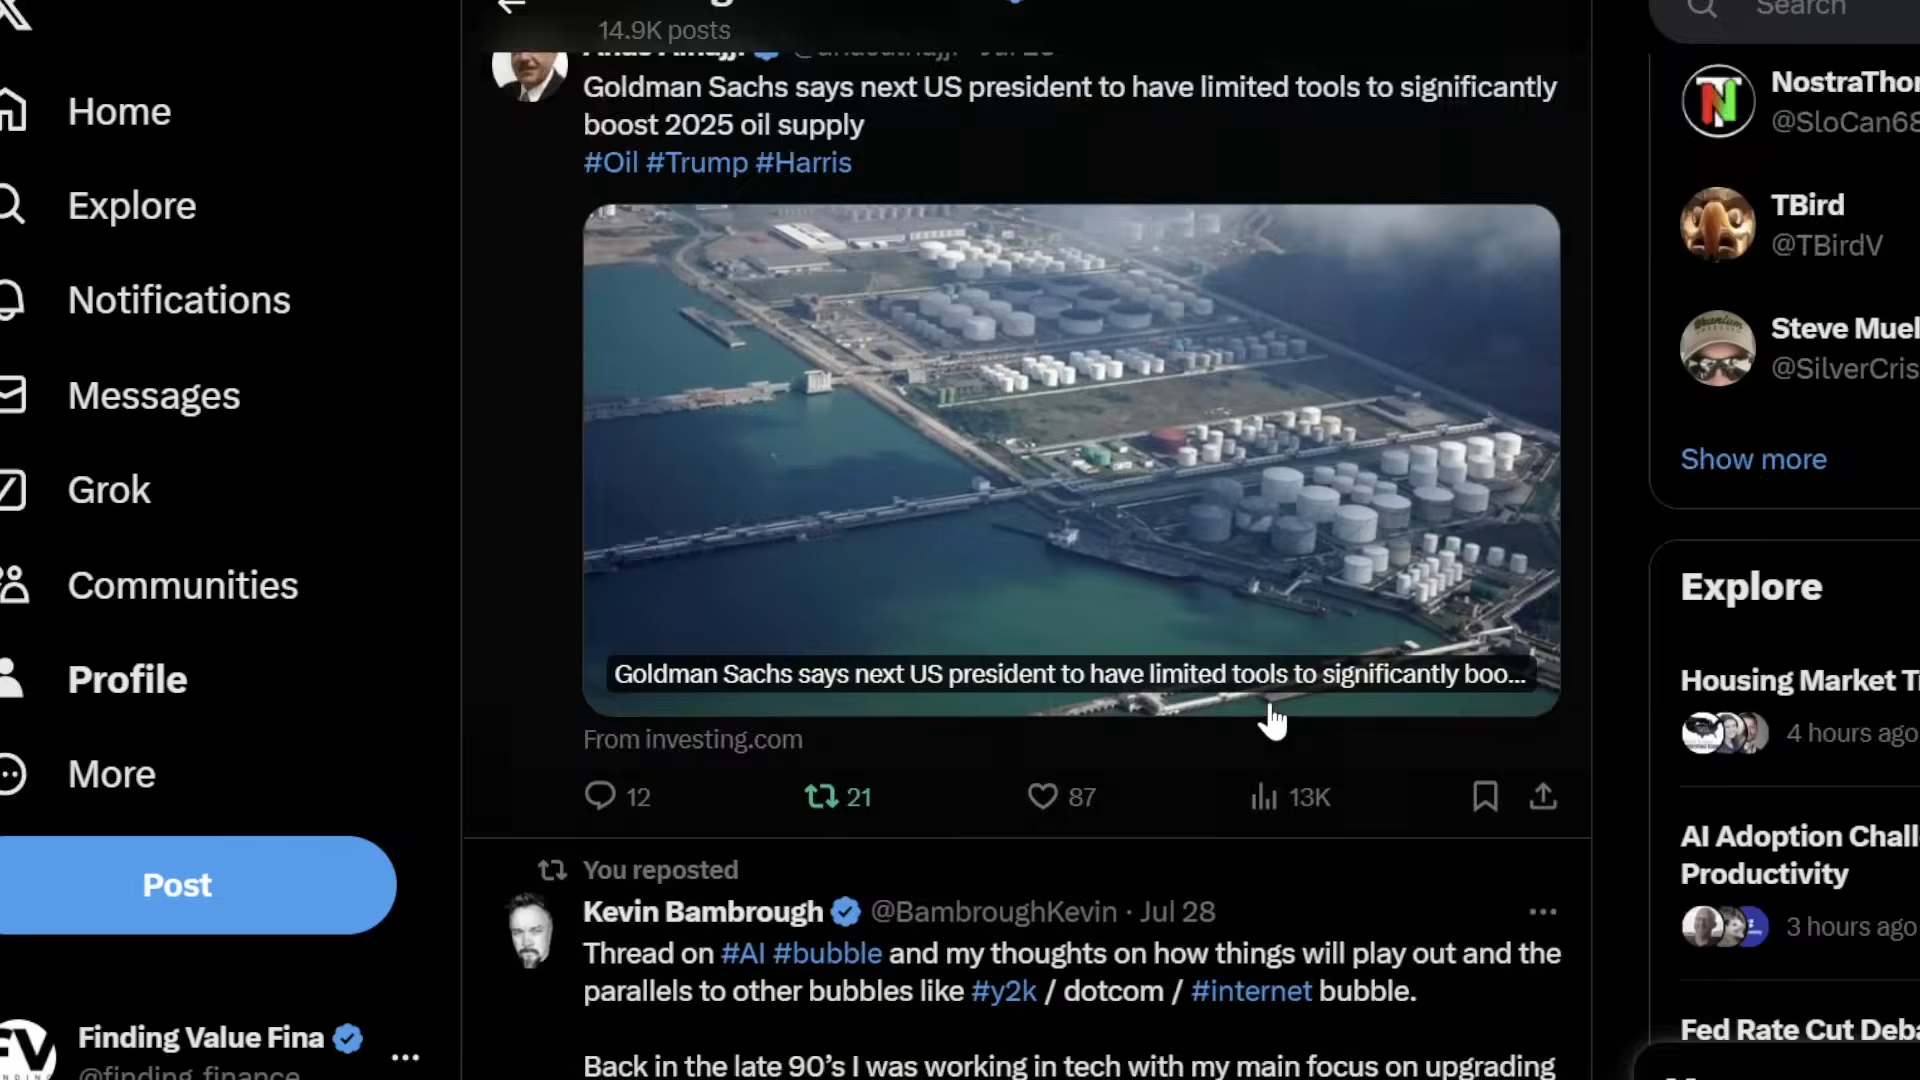 14.9K posts
Goldman Sachs says next US president to have limited tools to significantly
boost 2025 oil supply
#Oil #Trump #Harris
Goldman Sachs says next US president to have limited tools to significantly boo...
From investing.com
12 21 87 13K
You reposted
Kevin Bambrough @BambroughKevin · Jul 28
Thread on #AI #bubble and my thoughts on how things will play out and the
parallels to other bubbles like #y2k / dotcom / #internet bubble.
Back in the late 90's I was working in tech with my main focus on upgrading
Home
Explore
Notifications
Messages
Grok
Communities
Profile
More
Post
Finding Value Fina
@finding_finance
Search
NostraThor
@SloCan68
TBird
@TBirdV
Steve Muel
@SilverCris
Show more
Explore
Housing Market T
4 hours ago
AI Adoption Chall
Productivity
3 hours ago
Fed Rate Cut Deba